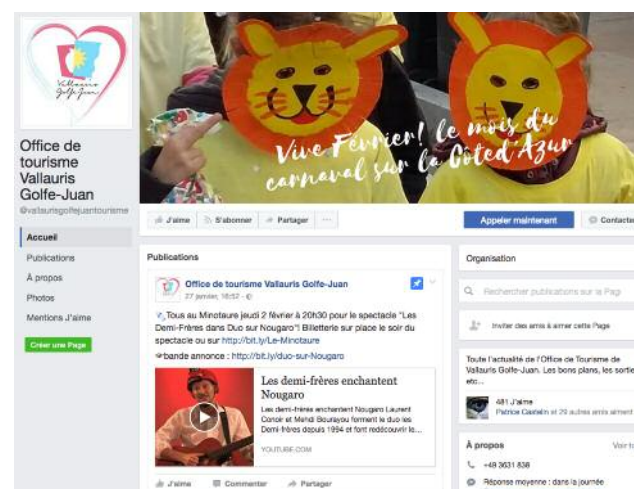 Vallauris
Golfe-Juan
Vive Février! le mois du
carnaval sur la Côted'Azur
Office de
tourisme
Vallauris
Golfe-Juan
@vallaurisgolfejuantourisme
Accueil
Publications
À propos
Photos
Mentions J'aime
Créer une Page
J'aime S'abonner Partager ...
Appeler maintenant Contacter
Publications
Office de tourisme Vallauris Golfe-Juan
27 janvier, 16:52 ·
Tous au Minotaure jeudi 2 février à 20h30 pour le spectacle "Les
Demi-Frères dans Duo sur Nougaro"! Billetterie sur place le soir du
spectacle ou sur http://bit.ly/Le-Minotaure
bande annonce : http://bit.ly/duo-sur-Nougaro
Les demi-frères enchantent
Nougaro
Les demi-frères enchantent Nougaro Laurent
Conoir et Mehdi Bourayou forment le duo les
Demi-frères depuis 1994 et font redécouvrir le...
YOUTUBE.COM
J'aime Commenter Partager
Organisation
Rechercher publications sur la Pag
Inviter des amis à aimer cette Page
Toute l'actualité de l'Office de Tourisme de
Vallauris Golfe-Juan. Les bons plans, les sortie
etc...
481 J'aime
Patrice Castelin et 29 autres amis aiment
À propos Voir to
+49 3631 838
Réponse moyenne : dans la journée